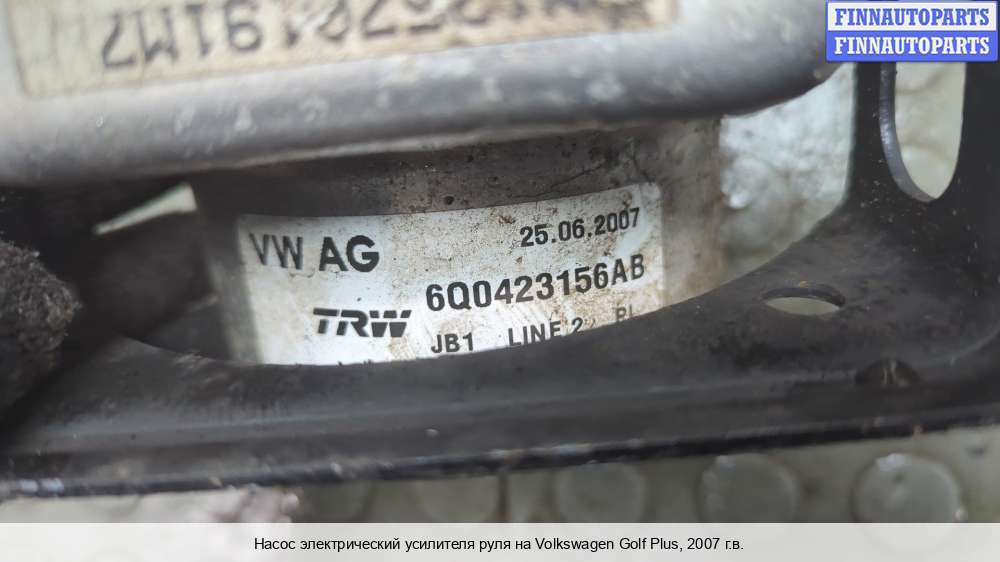 FINNAUTOPARTS
FINNAUTOPARTS
VW AG
25.06.2007
6Q0423156AB
TRW
JB1 LINE 2
Насос электрический усилителя руля на Volkswagen Golf Plus, 2007 г.в.